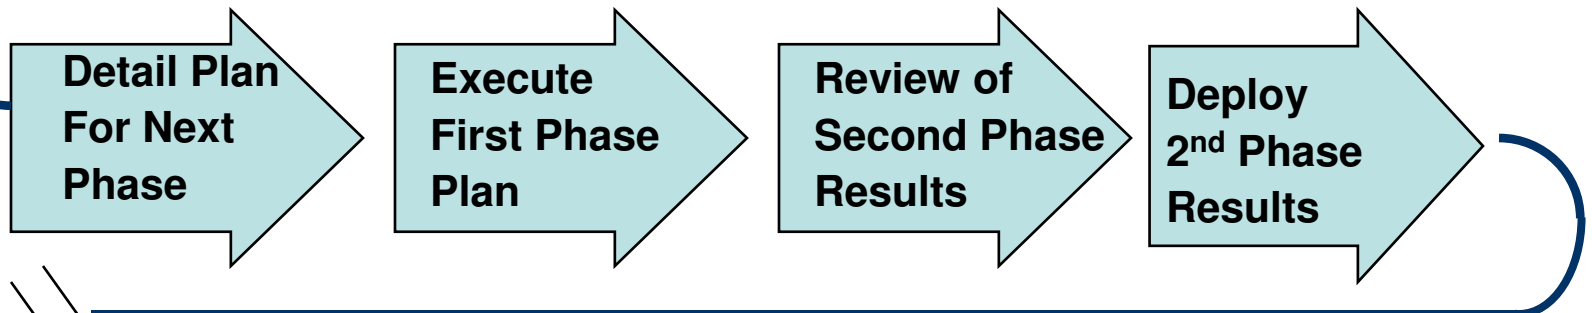 Detail Plan
For Next
Phase
Execute
First Phase
Plan
Review of
Second Phase
Results
Deploy
2nd Phase
Results